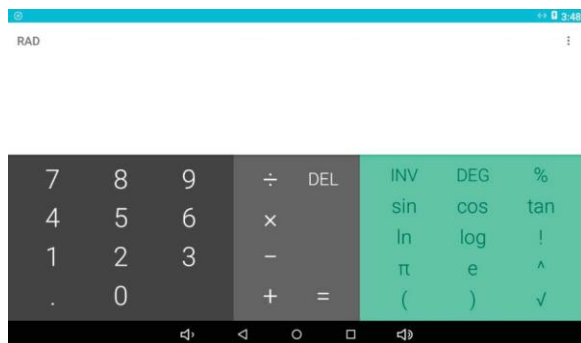 3:48
RAD
7 8 9 ÷ DEL INV DEG %
4 5 6 × sin cos tan
1 2 3 − ln log !
. 0 + = π e ^
( ) √